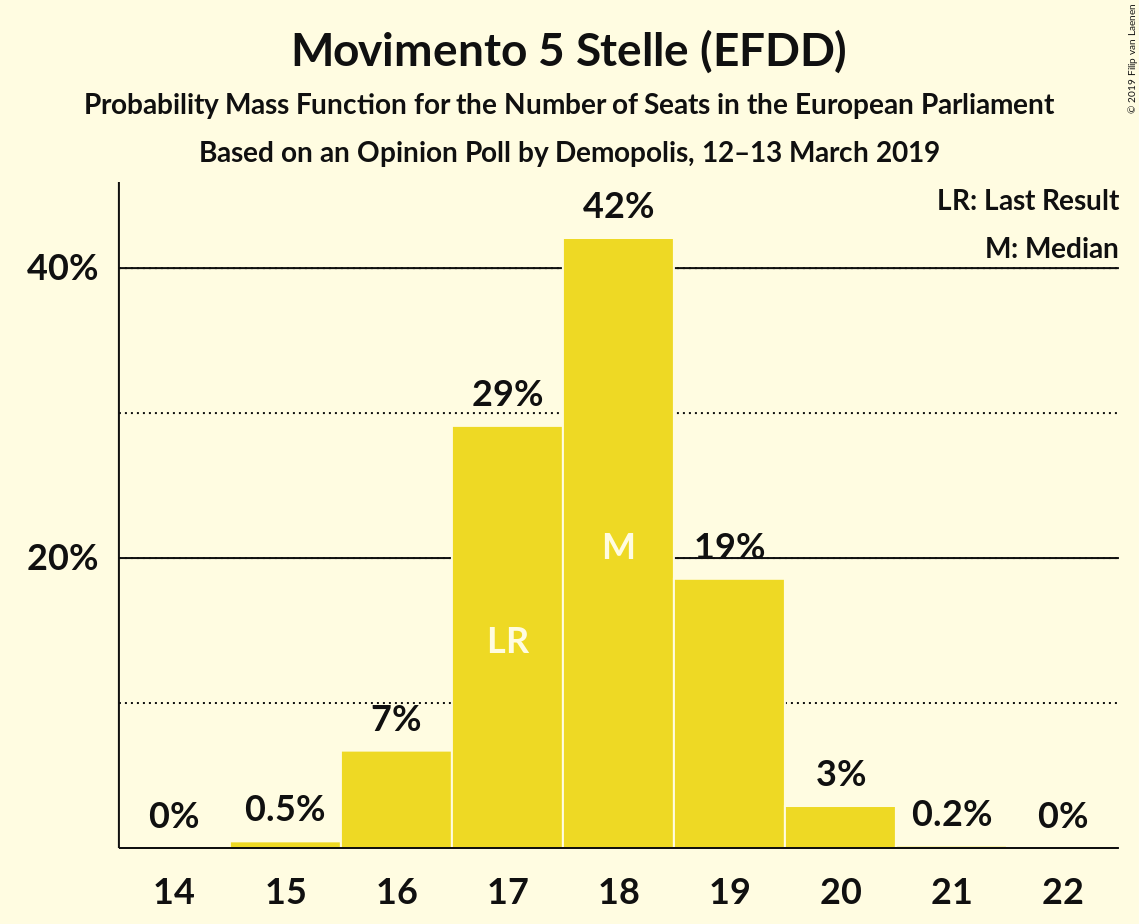 Movimento 5 Stelle (EFDD)
Probability Mass Function for the Number of Seats in the European Parliament
Based on an Opinion Poll by Demopolis, 12–13 March 2019
© 2019 Filip van Laenen
LR: Last Result
M: Median
40%
20%
0%
0.5%
7%
29%
42%
19%
3%
0.2%
0%
LR
M
14 15 16 17 18 19 20 21 22